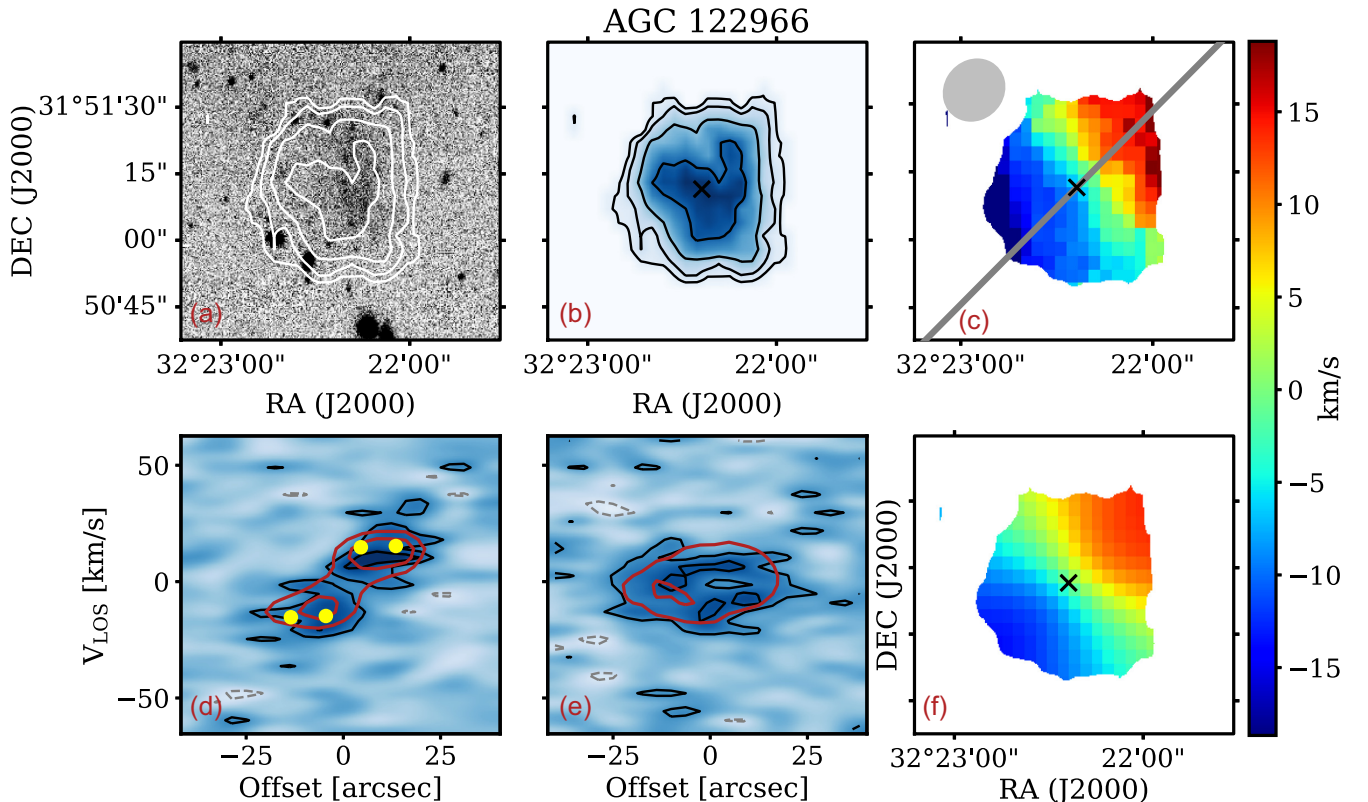 AGC 122966
DEC (J2000)
31°51'30"
15"
00"
50'45"
(a)
(b)
(c)
32°23'00" 22'00"
32°23'00" 22'00"
32°23'00" 22'00"
RA (J2000)
RA (J2000)
15
10
5
0
−5
−10
−15
km/s
V_LOS [km/s]
50
0
−50
(d)
(e)
DEC (J2000)
(f)
−25 0 25
−25 0 25
32°23'00" 22'00"
Offset [arcsec]
Offset [arcsec]
RA (J2000)